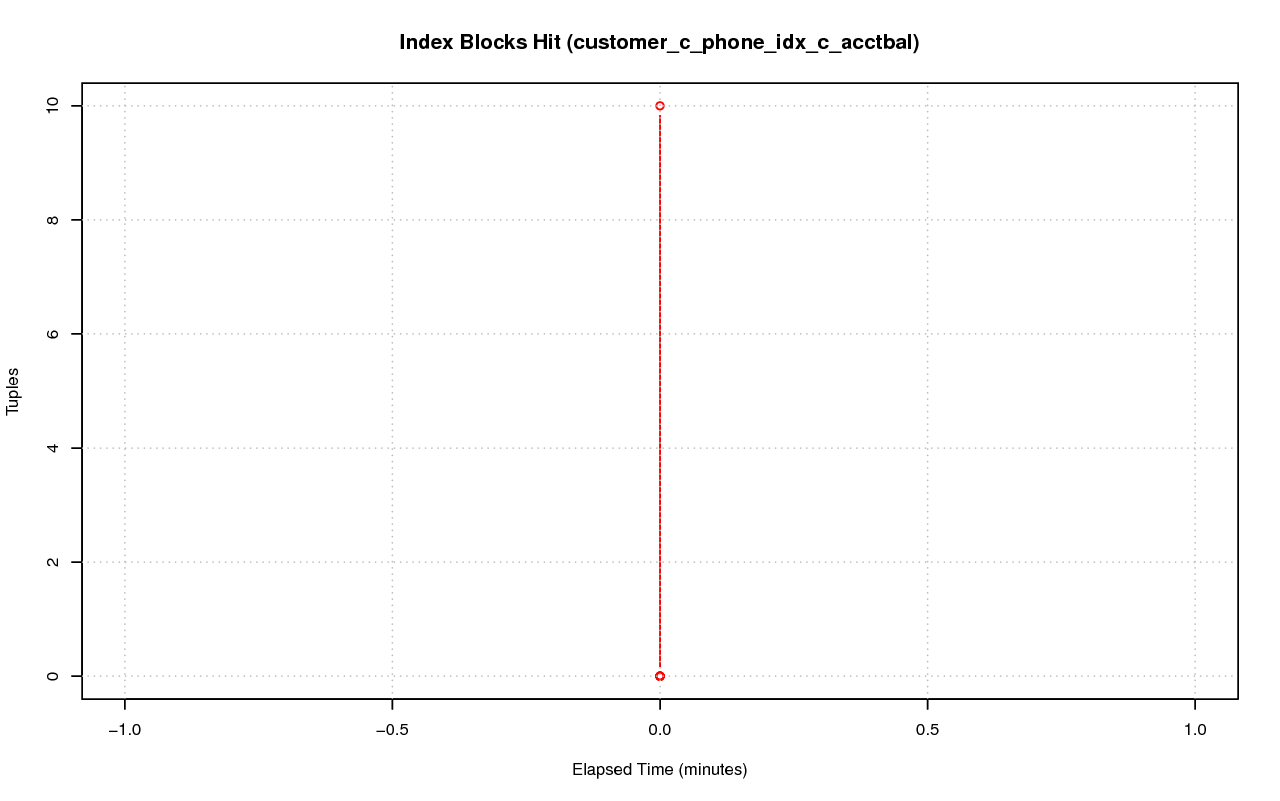 Index Blocks Hit (customer_c_phone_idx_c_acctbal)
10
8
6
4
2
0
Tuples
−1.0 −0.5 0.0 0.5 1.0
Elapsed Time (minutes)